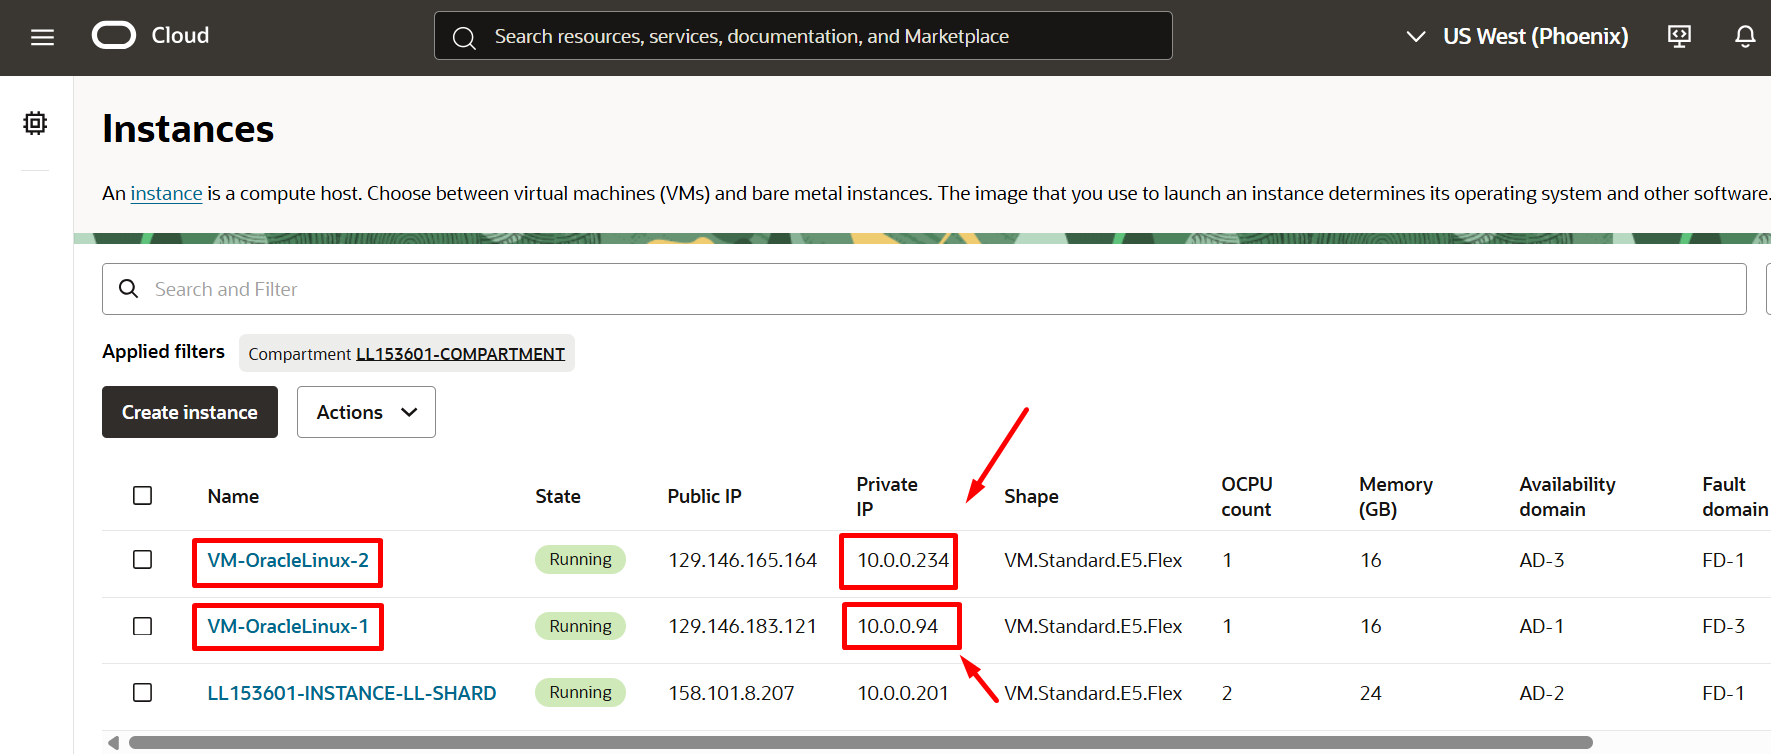 Cloud
Search resources, services, documentation, and Marketplace
US West (Phoenix)
Instances
An instance is a compute host. Choose between virtual machines (VMs) and bare metal instances. The image that you use to launch an instance determines its operating system and other software.
Search and Filter
Applied filters Compartment LL153601-COMPARTMENT
Create instance Actions
Name State Public IP Private IP Shape OCPU count Memory (GB) Availability domain Fault domain
VM-OracleLinux-2 Running 129.146.165.164 10.0.0.234 VM.Standard.E5.Flex 1 16 AD-3 FD-1
VM-OracleLinux-1 Running 129.146.183.121 10.0.0.94 VM.Standard.E5.Flex 1 16 AD-1 FD-3
LL153601-INSTANCE-LL-SHARD Running 158.101.8.207 10.0.0.201 VM.Standard.E5.Flex 2 24 AD-2 FD-1